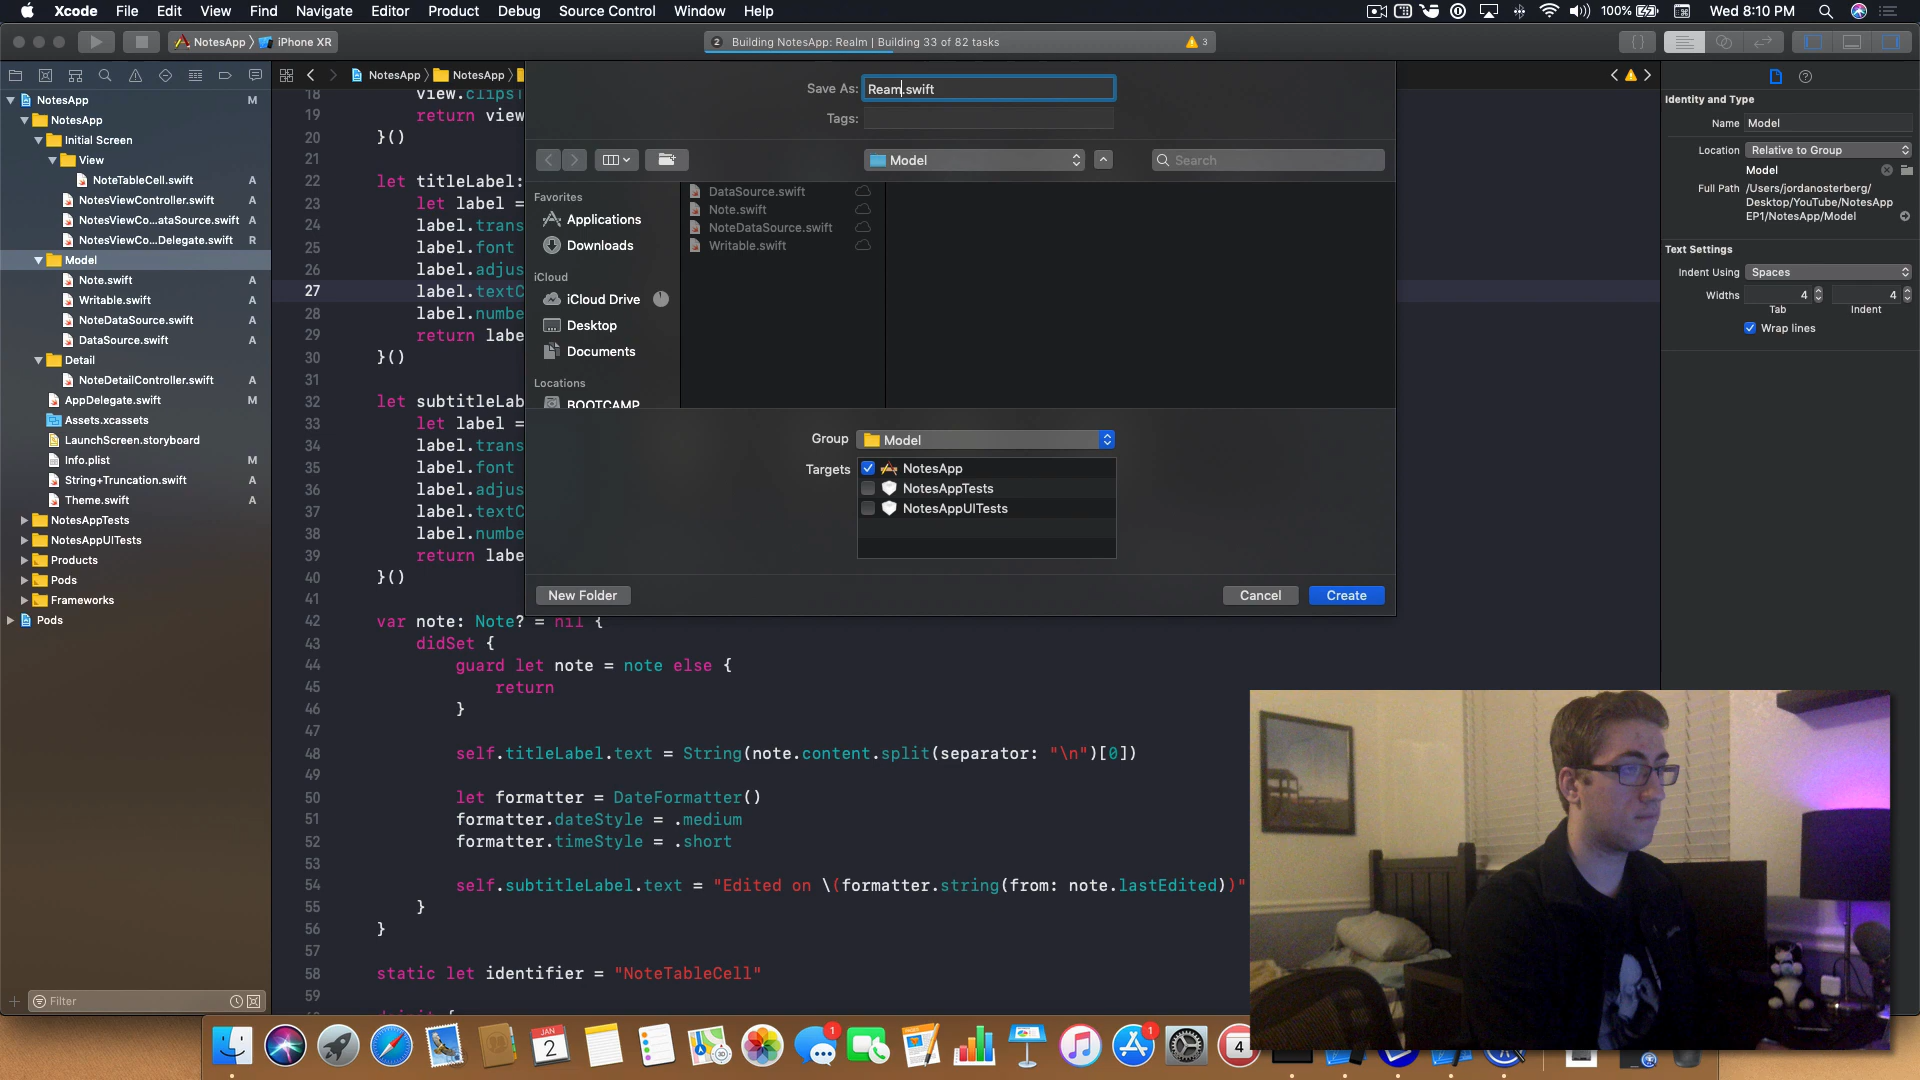 Xcode File Edit View Find Navigate Editor Product Debug Source Control Window Help
100% Wed 8:10 PM
NotesApp iPhone XR
2 Building NotesApp: Realm | Building 33 of 82 tasks 3
NotesApp NotesApp
NotesApp M
NotesApp
Initial Screen
View
NoteTableCell.swift A
NotesViewController.swift A
NotesViewCo...ataSource.swift A
NotesViewCo...Delegate.swift R
Model
Note.swift A
Writable.swift A
NoteDataSource.swift A
DataSource.swift A
Detail
NoteDetailController.swift A
AppDelegate.swift M
Assets.xcassets
LaunchScreen.storyboard
Info.plist M
String+Truncation.swift A
Theme.swift A
NotesAppTests
NotesAppUITests
Products
Pods
Frameworks
Pods
Filter
18 view.clipsT
19 return view
20 }()
21
22 let titleLabel:
23 let label =
24 label.trans
25 label.font
26 label.adjus
27 label.textC
28 label.numbe
29 return labe
30 }()
31
32 let subtitleLab
33 let label =
34 label.trans
35 label.font
36 label.adjus
37 label.textC
38 label.numbe
39 return labe
40 }()
41
42 var note: Note? = nil {
43 didSet {
44 guard let note = note else {
45 return
46 }
47
48 self.titleLabel.text = String(note.content.split(separator: "\n")[0])
49
50 let formatter = DateFormatter()
51 formatter.dateStyle = .medium
52 formatter.timeStyle = .short
53
54 self.subtitleLabel.text = "Edited on \(formatter.string(from: note.lastEdited))"
55 }
56 }
57
58 static let identifier = "NoteTableCell"
59
Save As: Ream.swift
Tags:
Model
Search
Favorites
Applications
Downloads
iCloud
iCloud Drive
Desktop
Documents
Locations
BOOTCAMP
DataSource.swift
Note.swift
NoteDataSource.swift
Writable.swift
Group Model
Targets NotesApp
NotesAppTests
NotesAppUITests
New Folder Cancel Create
Identity and Type
Name Model
Location Relative to Group
Model
Full Path /Users/jordanosterberg/
Desktop/YouTube/NotesApp
EP1/NotesApp/Model
Text Settings
Indent Using Spaces
Widths 4 4
Tab Indent
Wrap lines
JAN
2
1
1
4